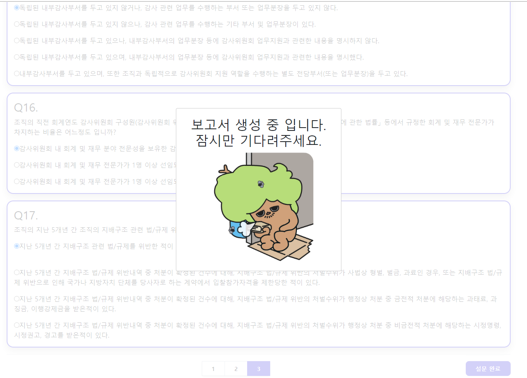 독립된 내부감사부서를 두고 있지 않거나, 감사 관련 업무를 수행하는 부서 또는 업무분장을 두고 있지 않다.
독립된 내부감사부서를 두고 있지 않으나, 감사 관련 업무를 수행하는 기타 부서 및 업무분장이 있다.
독립된 내부감사부서를 두고 있으나, 내부감사부서의 업무분장 등에 감사위원회 업무지원과 관련한 내용을 명시하지 않다.
독립된 내부감사부서를 두고 있으며, 내부감사부서의 업무분장 등에 감사위원회 업무지원과 관련한 내용을 명시했다.
내부감사부서를 두고 있으며, 또한 조직과 독립적으로 감사위원회 지원 역할을 수행하는 별도 전담부서(또는 업무분장)을 두고 있다.
Q16.
조직의 직전 회계연도 감사위원회 구성원(감사위원회 위
에 관한 법률」 등에서 규정한 회계 및 재무 전문가가
차지하는 비율은 어느정도 입니까?
감사위원회 내 회계 및 재무 분야 전문성을 보유한 감
감사위원회 내 회계 및 재무 전문가가 1명 이상 선임되
감사위원회 내 회계 및 재무 전문가가 1명 이상 선임되
보고서 생성 중 입니다.
잠시만 기다려주세요.
Q17.
조직의 지난 5개년 간 조직의 지배구조 관련 법/규제 위
지난 5개년 간 지배구조 관련 법/규제를 위반한 적이
지난 5개년 간 지배구조 법/규제 위반내역 중 처분이 확정된 건수에 대해, 지배구조 법/규제 위반의 처벌수위가 사법상 형벌, 벌금, 과료인 경우, 또는 지배구조 법/규
제 위반으로 인해 국가나 지방자치 단체를 당사자로 하는 계약에서 입찰참가자격을 제한당한 적이 있다.
지난 5개년 간 지배구조 법/규제 위반내역 중 처분이 확정된 건수에 대해, 지배구조 법/규제 위반의 처벌수위가 행정상 처분 중 금전적 처분에 해당하는 과태료, 과
징금, 이행강제금을 받은적이 있다.
지난 5개년 간 지배구조 법/규제 위반내역 중 처분이 확정된 건수에 대해, 지배구조 법/규제 위반의 처벌수위가 행정상 처분 중 비금전적 처분에 해당하는 시정명령,
시정권고, 경고를 받은적이 있다.
1 2 3
설문 완료